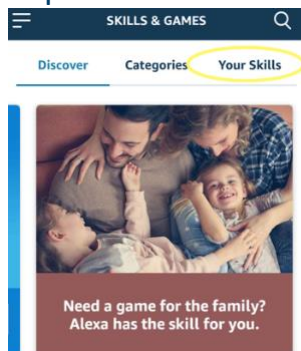 SKILLS & GAMES
Discover Categories Your Skills
Need a game for the family?
Alexa has the skill for you.